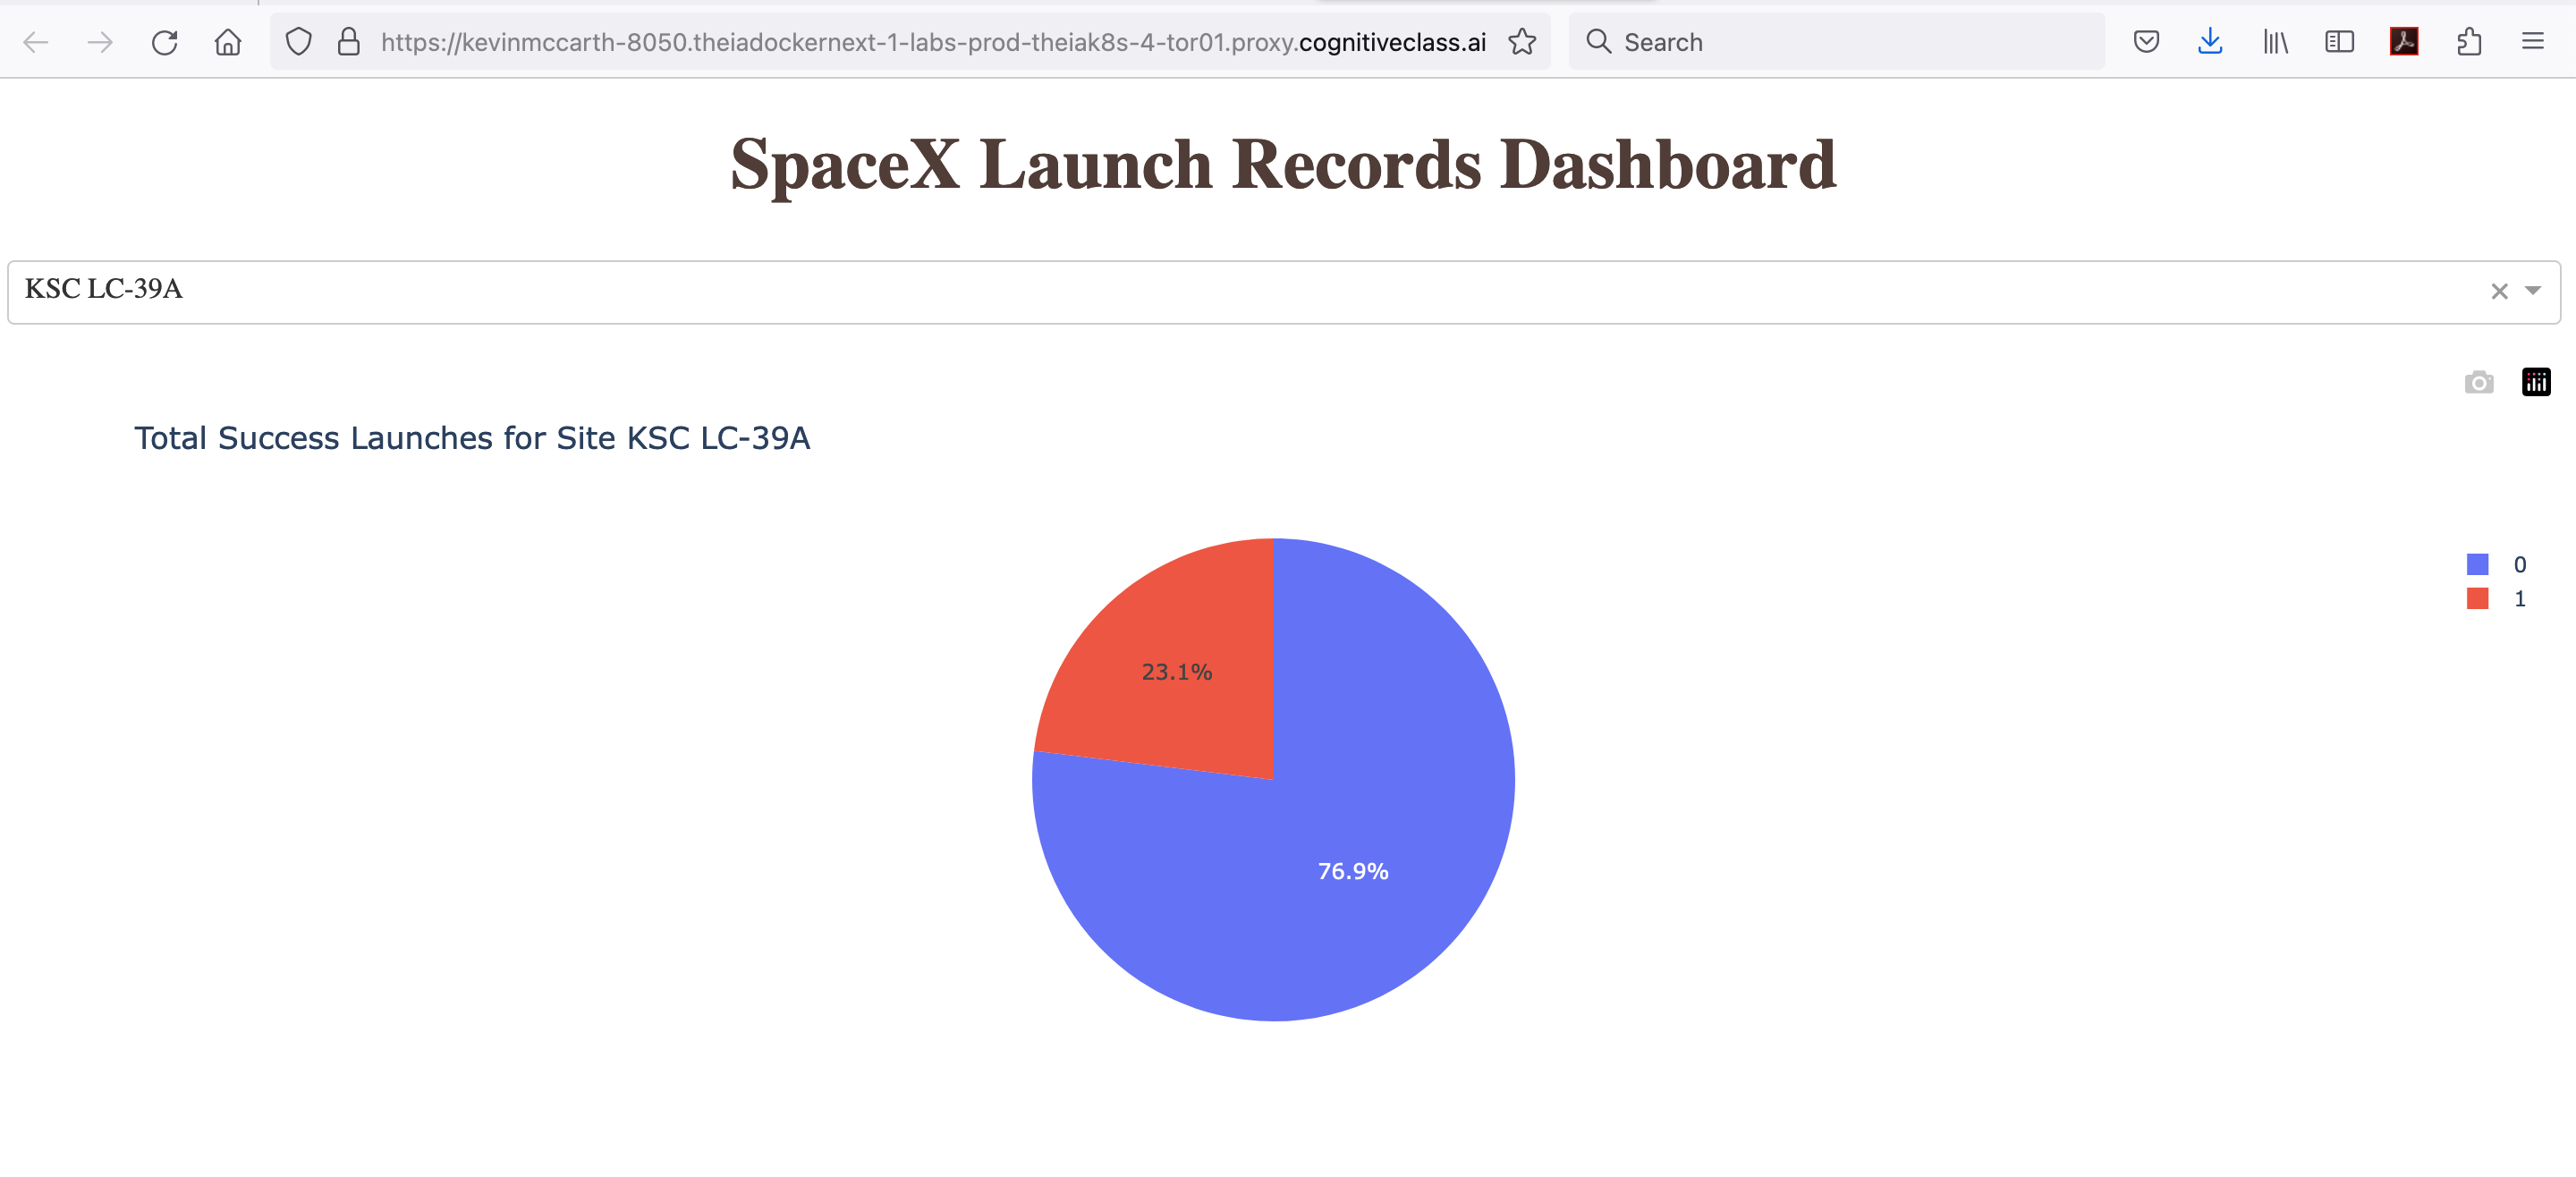 https://kevinmccarth-8050.theiadockernext-1-labs-prod-theiak8s-4-tor01.proxy.cognitiveclass.ai
Search
SpaceX Launch Records Dashboard
KSC LC-39A
Total Success Launches for Site KSC LC-39A
0
1
23.1%
76.9%